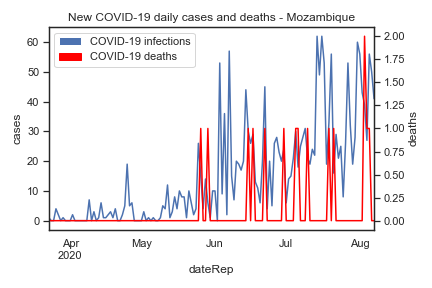 New COVID-19 daily cases and deaths - Mozambique
COVID-19 infections
COVID-19 deaths
60
50
40
30
20
10
0
cases
2.00
1.75
1.50
1.25
1.00
0.75
0.50
0.25
0.00
deaths
Apr May Jun Jul Aug
2020
dateRep